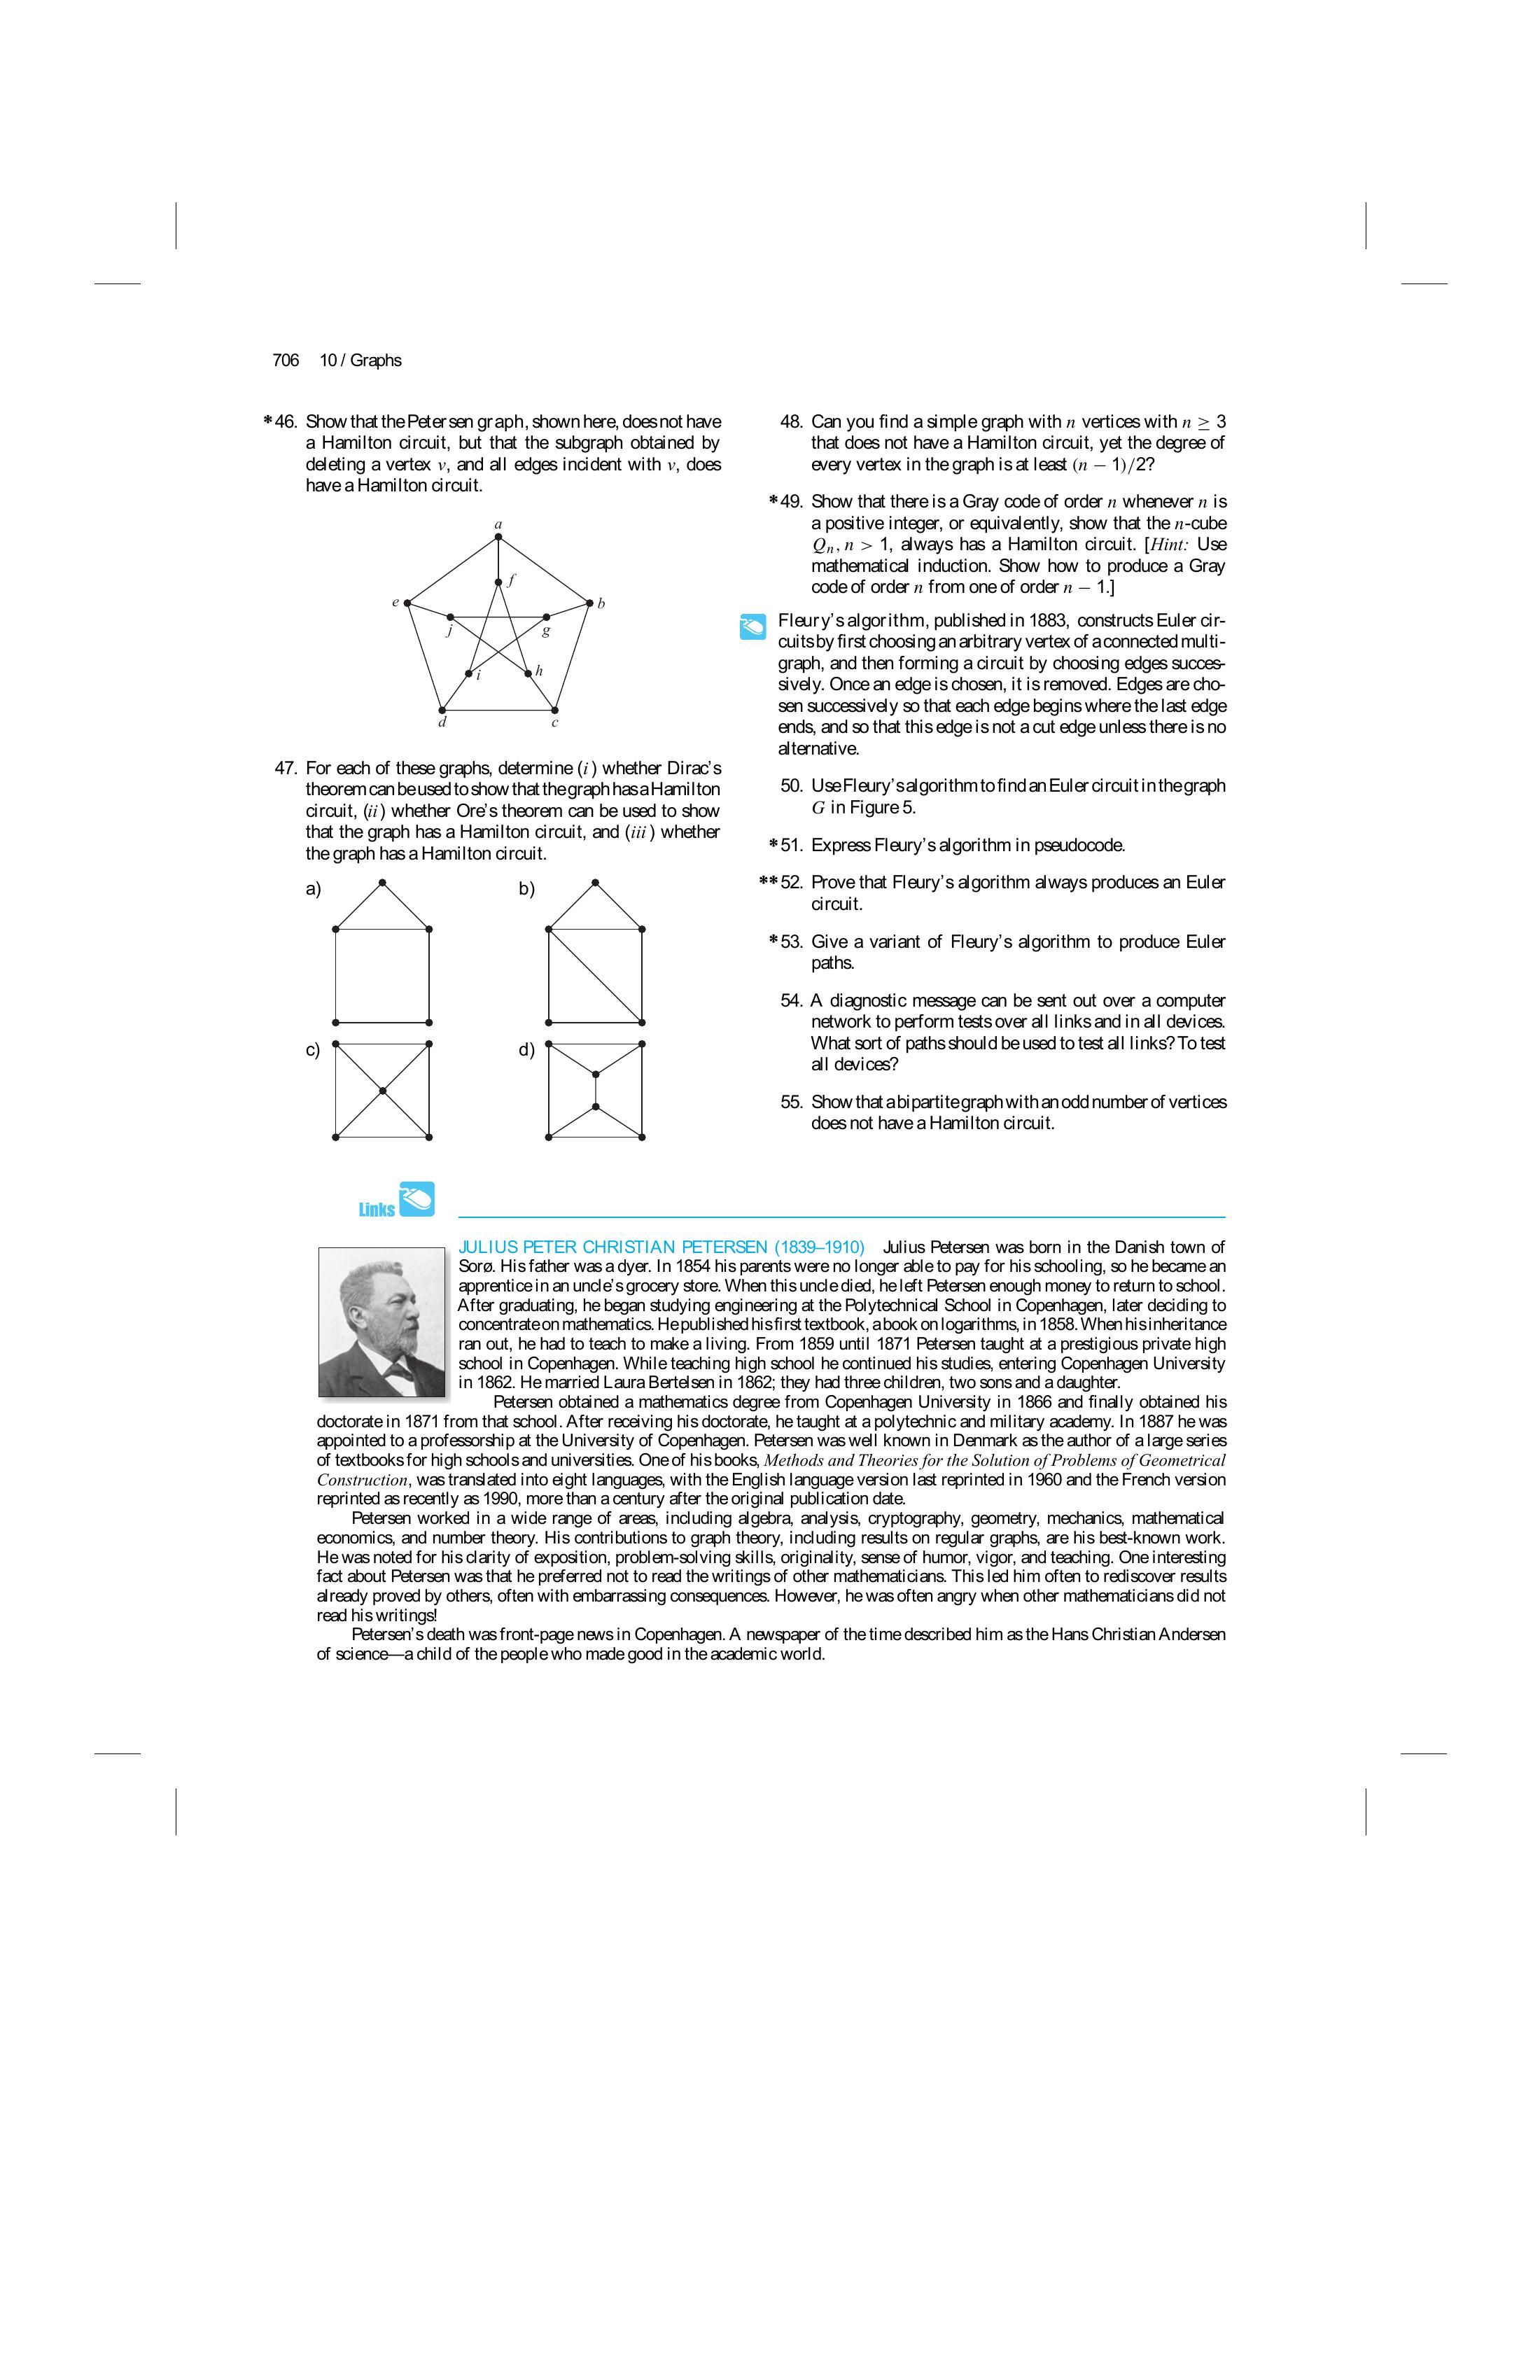 706 10 / Graphs
*46. Show that the Petersen graph, shown here, does not have
a Hamilton circuit, but that the subgraph obtained by
deleting a vertex v, and all edges incident with v, does
have a Hamilton circuit.
a
f
e
b
j
g
i
h
d
c
47. For each of these graphs, determine (i) whether Dirac's
theorem can be used to show that the graph has a Hamilton
circuit, (ii) whether Ore's theorem can be used to show
that the graph has a Hamilton circuit, and (iii) whether
the graph has a Hamilton circuit.
a) b)
c) d)
48. Can you find a simple graph with n vertices with n ≥ 3
that does not have a Hamilton circuit, yet the degree of
every vertex in the graph is at least (n − 1)/2?
*49. Show that there is a Gray code of order n whenever n is
a positive integer, or equivalently, show that the n-cube
Qn, n > 1, always has a Hamilton circuit. [Hint: Use
mathematical induction. Show how to produce a Gray
code of order n from one of order n − 1.]
Fleury's algorithm, published in 1883, constructs Euler cir-
cuits by first choosing an arbitrary vertex of a connected multi-
graph, and then forming a circuit by choosing edges succes-
sively. Once an edge is chosen, it is removed. Edges are cho-
sen successively so that each edge begins where the last edge
ends, and so that this edge is not a cut edge unless there is no
alternative.
50. Use Fleury's algorithm to find an Euler circuit in the graph
G in Figure 5.
*51. Express Fleury's algorithm in pseudocode.
**52. Prove that Fleury's algorithm always produces an Euler
circuit.
*53. Give a variant of Fleury's algorithm to produce Euler
paths.
54. A diagnostic message can be sent out over a computer
network to perform tests over all links and in all devices.
What sort of paths should be used to test all links? To test
all devices?
55. Show that a bipartite graph with an odd number of vertices
does not have a Hamilton circuit.
Links
JULIUS PETER CHRISTIAN PETERSEN (1839–1910) Julius Petersen was born in the Danish town of
Sorø. His father was a dyer. In 1854 his parents were no longer able to pay for his schooling, so he became an
apprentice in an uncle's grocery store. When this uncle died, he left Petersen enough money to return to school.
After graduating, he began studying engineering at the Polytechnical School in Copenhagen, later deciding to
concentrate on mathematics. He published his first textbook, a book on logarithms, in 1858. When his inheritance
ran out, he had to teach to make a living. From 1859 until 1871 Petersen taught at a prestigious private high
school in Copenhagen. While teaching high school he continued his studies, entering Copenhagen University
in 1862. He married Laura Bertelsen in 1862; they had three children, two sons and a daughter.
Petersen obtained a mathematics degree from Copenhagen University in 1866 and finally obtained his
doctorate in 1871 from that school. After receiving his doctorate, he taught at a polytechnic and military academy. In 1887 he was
appointed to a professorship at the University of Copenhagen. Petersen was well known in Denmark as the author of a large series
of textbooks for high schools and universities. One of his books, Methods and Theories for the Solution of Problems of Geometrical
Construction, was translated into eight languages, with the English language version last reprinted in 1960 and the French version
reprinted as recently as 1990, more than a century after the original publication date.
Petersen worked in a wide range of areas, including algebra, analysis, cryptography, geometry, mechanics, mathematical
economics, and number theory. His contributions to graph theory, including results on regular graphs, are his best-known work.
He was noted for his clarity of exposition, problem-solving skills, originality, sense of humor, vigor, and teaching. One interesting
fact about Petersen was that he preferred not to read the writings of other mathematicians. This led him often to rediscover results
already proved by others, often with embarrassing consequences. However, he was often angry when other mathematicians did not
read his writings!
Petersen's death was front-page news in Copenhagen. A newspaper of the time described him as the Hans Christian Andersen
of science—a child of the people who made good in the academic world.